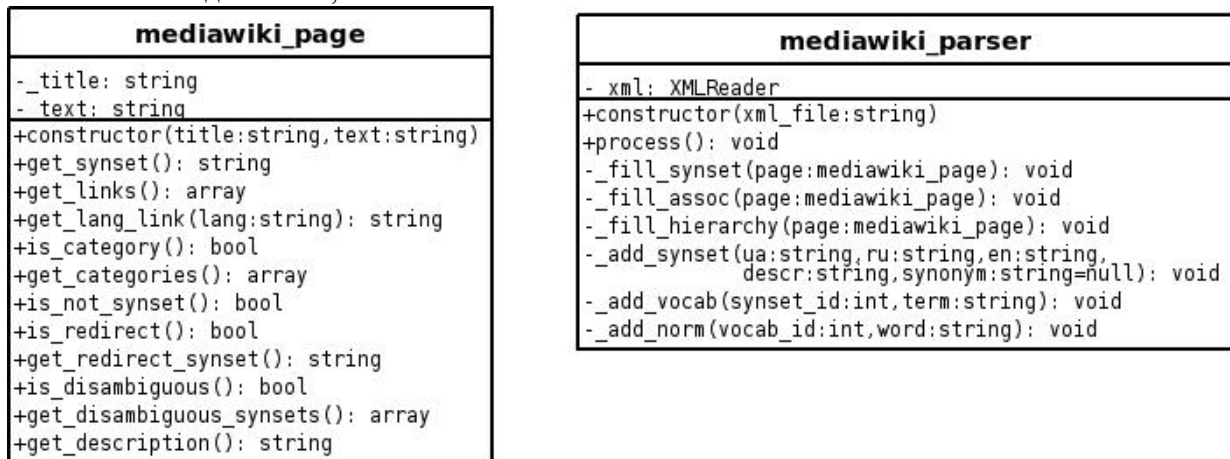 mediawiki_page
-_title: string
-_text: string
+constructor(title:string,text:string)
+get_synset(): string
+get_links(): array
+get_lang_link(lang:string): string
+is_category(): bool
+get_categories(): array
+is_not_synset(): bool
+is_redirect(): bool
+get_redirect_synset(): string
+is_disambiguous(): bool
+get_disambiguous_synsets(): array
+get_description(): string
mediawiki_parser
-_xml: XMLReader
+constructor(xml_file:string)
+process(): void
-_fill_synset(page:mediawiki_page): void
-_fill_assoc(page:mediawiki_page): void
-_fill_hierarchy(page:mediawiki_page): void
-_add_synset(ua:string,ru:string,en:string,
descr:string,synonym:string=null): void
-_add_vocab(synset_id:int,term:string): void
-_add_norm(vocab_id:int,word:string): void